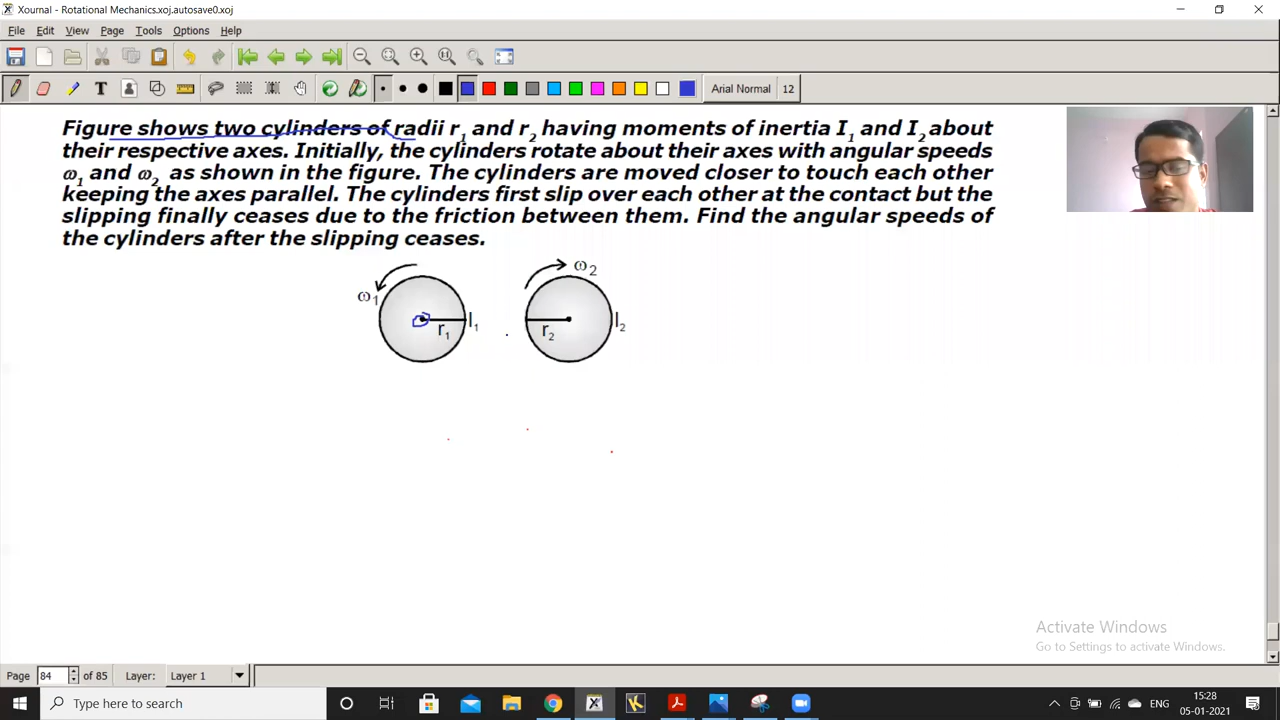 Xournal - Rotational Mechanics.xoj.autosave0.xoj
File Edit View Page Tools Options Help
Arial Normal 12
Figure shows two cylinders of radii r1 and r2 having moments of inertia I1 and I2 about
their respective axes. Initially, the cylinders rotate about their axes with angular speeds
ω1 and ω2 as shown in the figure. The cylinders are moved closer to touch each other
keeping the axes parallel. The cylinders first slip over each other at the contact but the
slipping finally ceases due to the friction between them. Find the angular speeds of
the cylinders after the slipping ceases.
ω1 r1 I1
ω2 r2 I2
Activate Windows
Go to Settings to activate Windows.
Page 84 of 85 Layer: Layer 1
Type here to search
ENG
15:28
05-01-2021